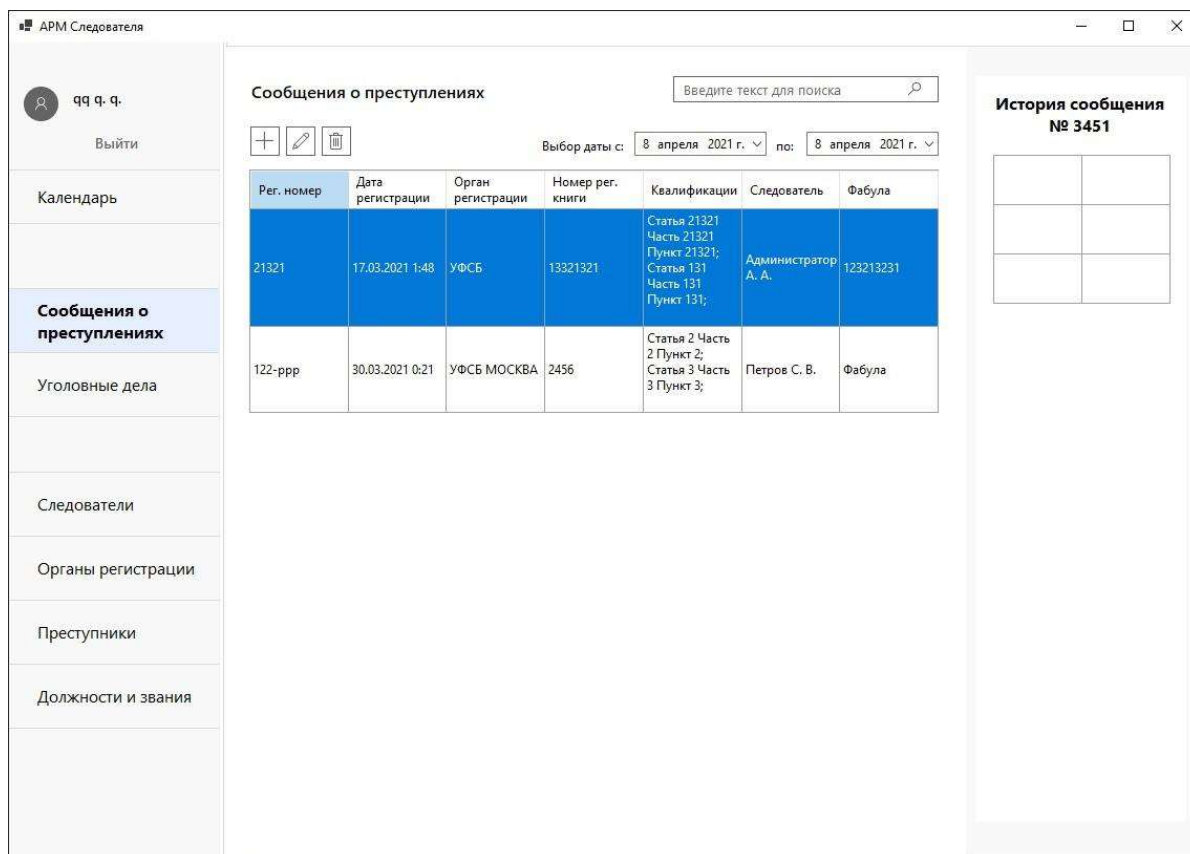 АРМ Следователя
qq q. q.
Выйти
Календарь
Сообщения о
преступлениях
Уголовные дела
Следователи
Органы регистрации
Преступники
Должности и звания
Сообщения о преступлениях
Введите текст для поиска
Выбор даты с: 8 апреля 2021 г. по: 8 апреля 2021 г.
Рег. номер
Дата
регистрации
Орган
регистрации
Номер рег.
книги
Квалификации
Следователь
Фабула
21321
17.03.2021 1:48
УФСБ
13321321
Статья 21321
Часть 21321
Пункт 21321;
Статья 131
Часть 131
Пункт 131;
Администратор
А. А.
123213231
122-ppp
30.03.2021 0:21
УФСБ МОСКВА
2456
Статья 2 Часть
2 Пункт 2;
Статья 3 Часть
3 Пункт 3;
Петров С. В.
Фабула
История сообщения
№ 3451